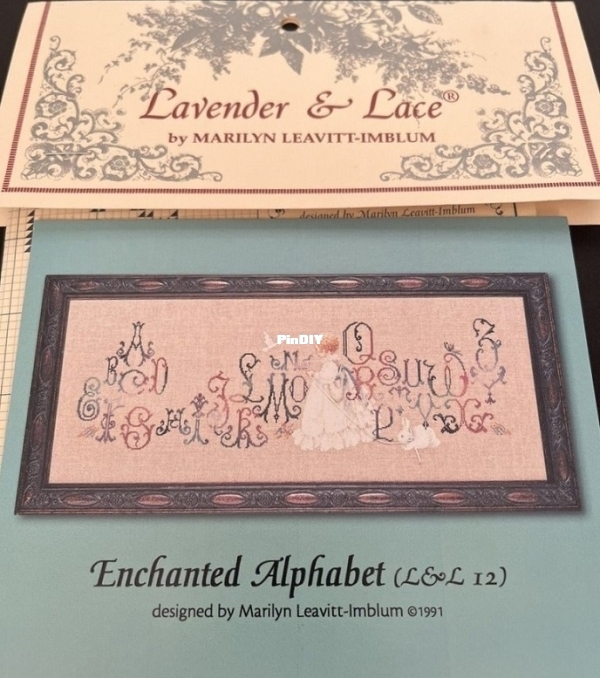 Lavender & Lace®
by MARILYN LEAVITT-IMBLUM
designed by Marilyn Leavitt-Imblum
PinDIY
Enchanted Alphabet (L&L 12)
designed by Marilyn Leavitt-Imblum ©1991